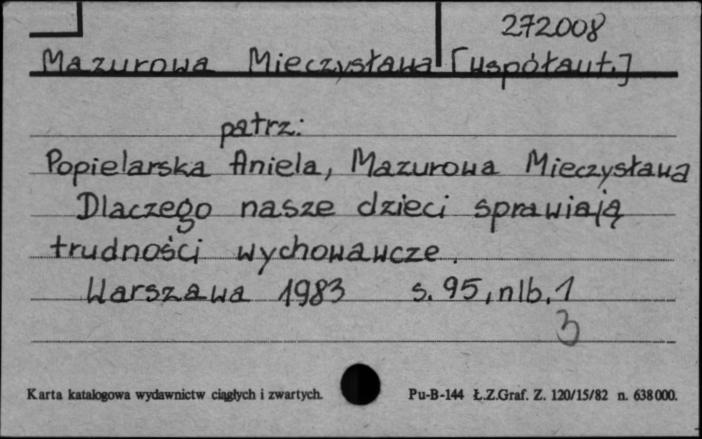 272008
Mazurowa Mieczysława [współaut.]
patrz:
Popielarska Aniela, Mazurowa Mieczysława
Dlaczego nasze dzieci sprawiają
trudności wychowawcze.
Warszawa 1983 s. 95, nlb. 1
3
Karta katalogowa wydawnictw ciągłych i zwartych. Pu-B-144 Ł.Z.Graf. Z. 120/15/82 n. 638000.